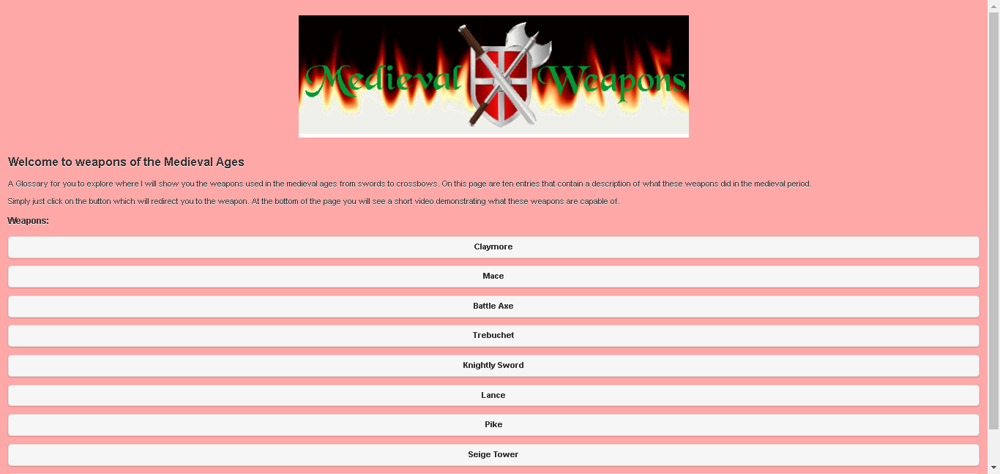 Medieval Weapons
Welcome to weapons of the Medieval Ages
A Glossary for you to explore where I will show you the weapons used in the medieval ages from swords to crossbows. On this page are ten entries that contain a description of what these weapons did in the medieval period.
Simply just click on the button which will redirect you to the weapon. At the bottom of the page you will see a short video demonstrating what these weapons are capable of.
Weapons:
Claymore
Mace
Battle Axe
Trebuchet
Knightly Sword
Lance
Pike
Seige Tower